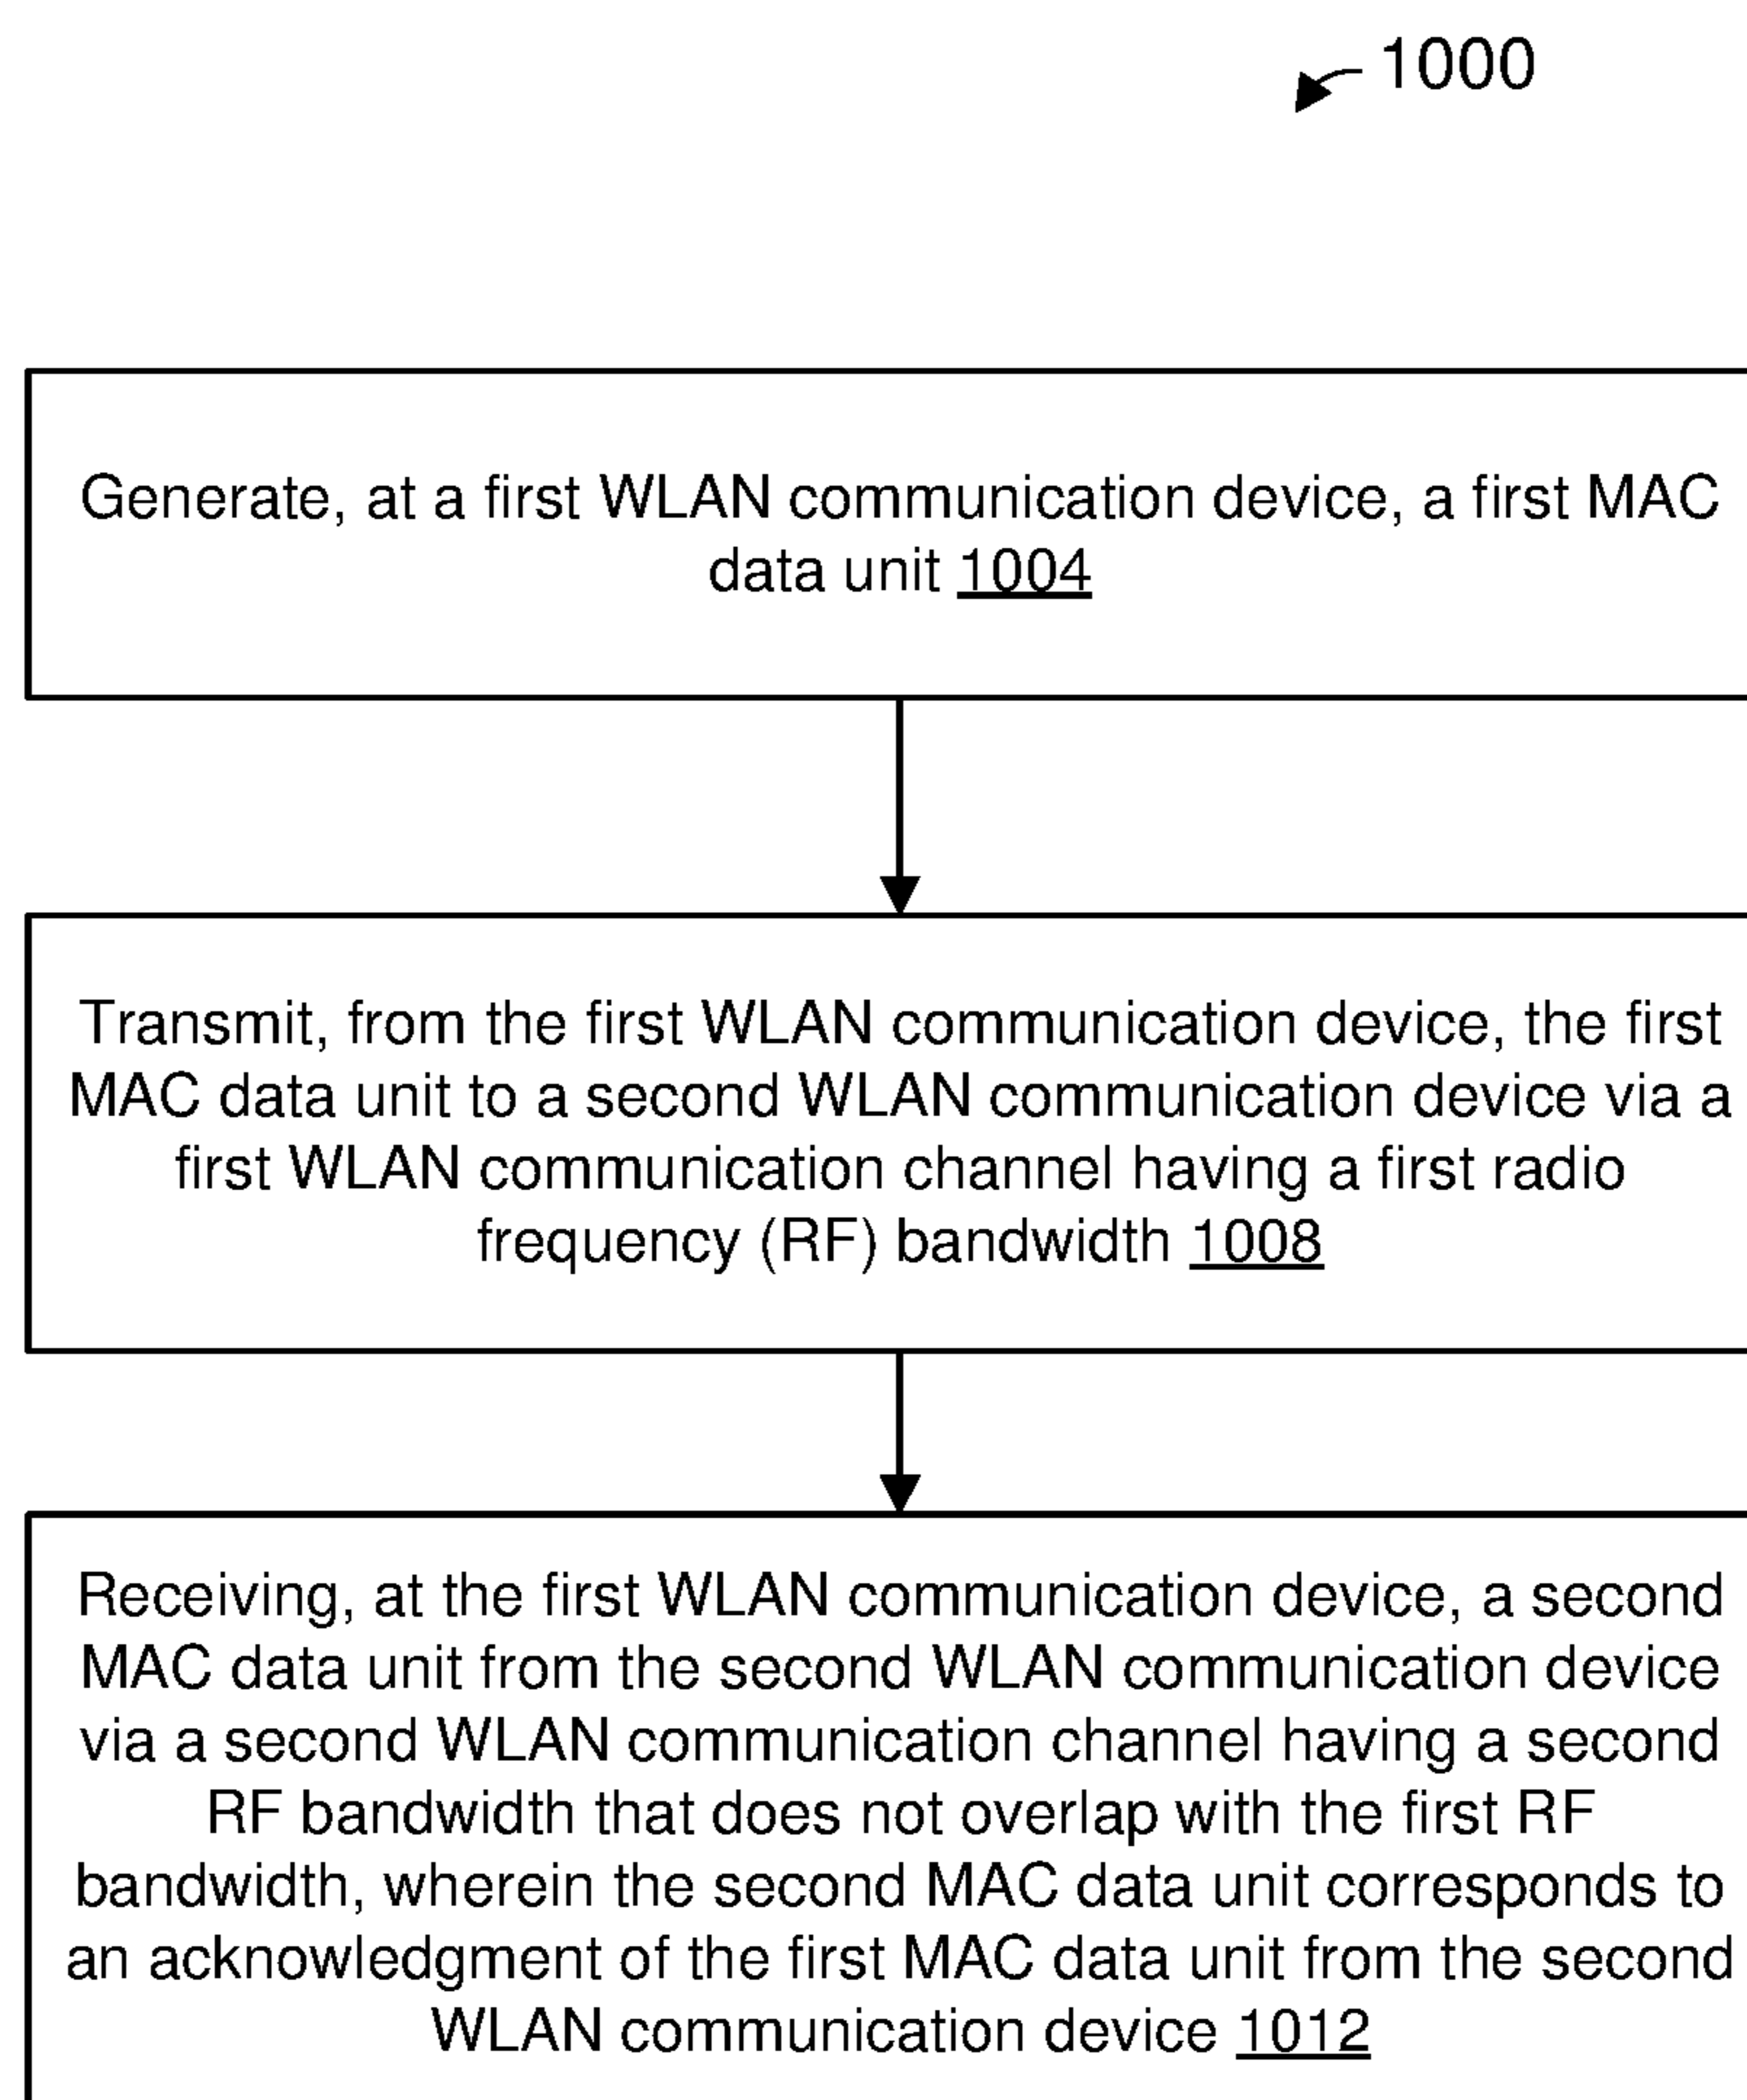 1000
Generate, at a first WLAN communication device, a first MAC
data unit 1004
Transmit, from the first WLAN communication device, the first
MAC data unit to a second WLAN communication device via a
first WLAN communication channel having a first radio
frequency (RF) bandwidth 1008
Receiving, at the first WLAN communication device, a second
MAC data unit from the second WLAN communication device
via a second WLAN communication channel having a second
RF bandwidth that does not overlap with the first RF
bandwidth, wherein the second MAC data unit corresponds to
an acknowledgment of the first MAC data unit from the second
WLAN communication device 1012